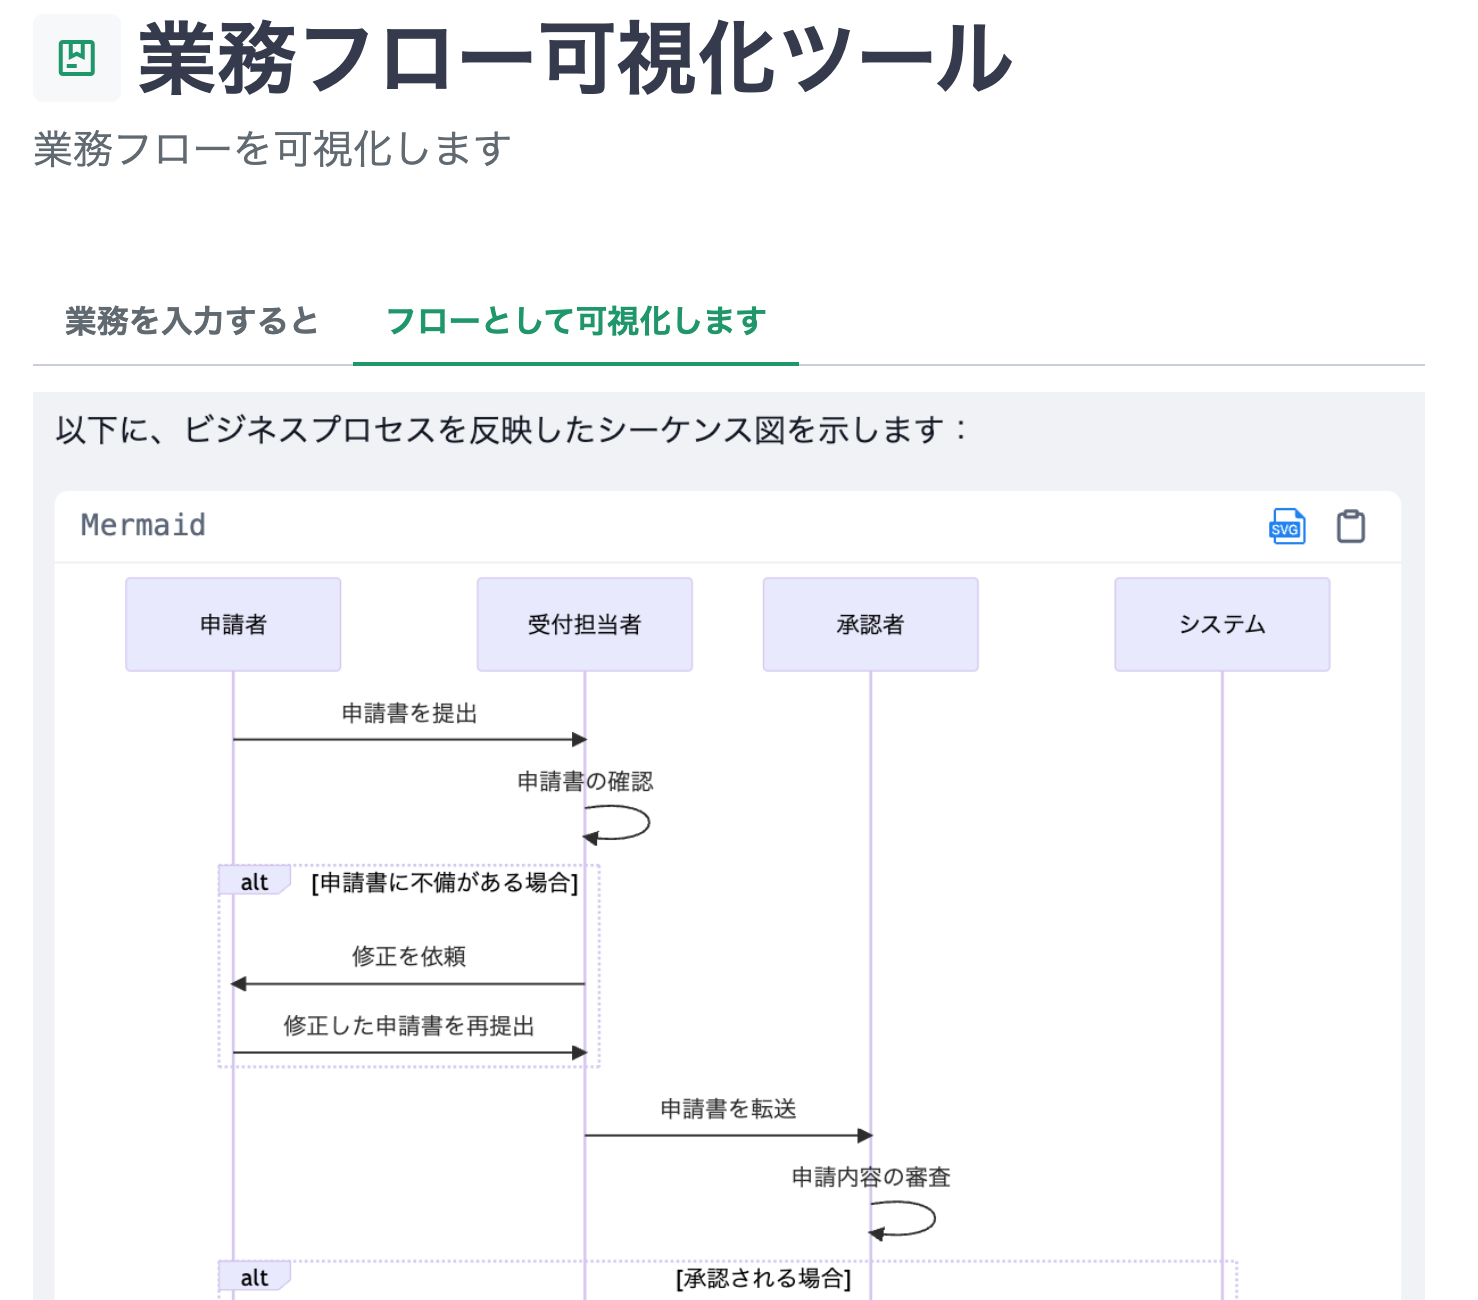 業務フロー可視化ツール
業務フローを可視化します
業務を入力すると
フローとして可視化します
以下に、ビジネスプロセスを反映したシーケンス図を示します：
Mermaid
SVG
申請者
受付担当者
承認者
システム
申請書を提出
申請書の確認
alt
[申請書に不備がある場合]
修正を依頼
修正した申請書を再提出
申請書を転送
申請内容の審査
alt
[承認される場合]